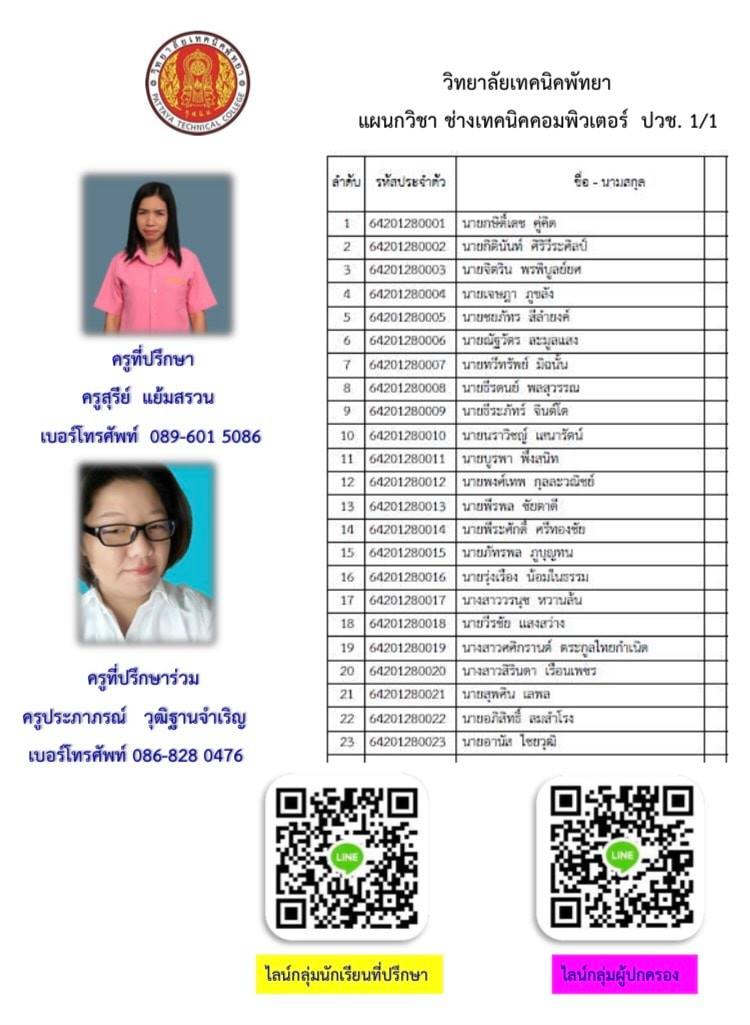 วิทยาลัยเทคนิคพัทยา
PATTAYA TECHNICAL COLLEGE
วิทยาลัยเทคนิคพัทยา
แผนกวิชา ช่างเทคนิคคอมพิวเตอร์ ปวช. 1/1
ลำดับ รหัสประจำตัว ชื่อ - นามสกุล
1 64201280001 นายกษิดิ์เดช คู่คิด
2 64201280002 นายกิตินันท์ ศิริวีระศิลป์
3 64201280003 นายจิตริน พรพิบูลย์ยศ
4 64201280004 นายเจษฎา ภูขลัง
5 64201280005 นายชยภัทร สีลำยงค์
6 64201280006 นายณัฐวัตร ละมูลแสง
7 64201280007 นายทวีทรัพย์ มิฉนั้น
8 64201280008 นายธีรดนย์ พลสุวรรณ
9 64201280009 นายธีระภัทร์ จินต์โต
10 64201280010 นายนราวิชญ์ เสนารัตน์
11 64201280011 นายบูรพา พึ่งสนิท
12 64201280012 นายพงศ์เทพ กุลละวณิชย์
13 64201280013 นายพีรพล ชัยตาดี
14 64201280014 นายพีระศักดิ์ ศรีทองชัย
15 64201280015 นายภัทรพล ภูบุญทน
16 64201280016 นายรุ่งเรือง น้อมในธรรม
17 64201280017 นางสาววรนุช หวานล้น
18 64201280018 นายวีรชัย แสงสว่าง
19 64201280019 นางสาวศศิกรานต์ ตระกูลไทยกำเนิด
20 64201280020 นางสาวสิรินดา เรือนเพชร
21 64201280021 นายสุพศิน เลพล
22 64201280022 นายอภิสิทธิ์ ลมสำโรง
23 64201280023 นายอานัส ไชยวุฒิ
ครูที่ปรึกษา
ครูสุรีย์ แย้มสรวน
เบอร์โทรศัพท์ 089-601 5086
ครูที่ปรึกษาร่วม
ครูประภาภรณ์ วุฒิฐานจำเริญ
เบอร์โทรศัพท์ 086-828 0476
LINE
LINE
ไลน์กลุ่มนักเรียนที่ปรึกษา
ไลน์กลุ่มผู้ปกครอง